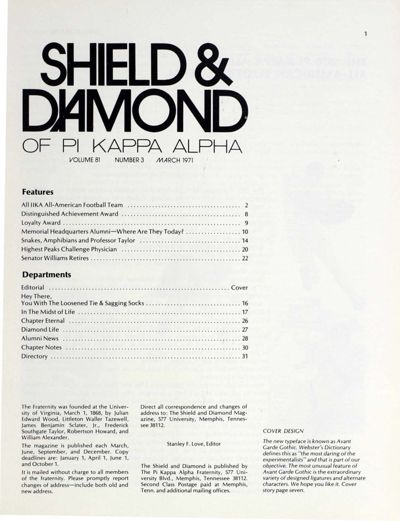 1
SHIELD &
DIAMOND
OF PI KAPPA ALPHA
VOLUME 81 NUMBER 3 MARCH 1971
Features
All IIKA All-American Football Team 2
Distinguished Achievement Award 8
Loyalty Award 9
Memorial Headquarters Alumni—Where Are They Today? 10
Snakes, Amphibians and Professor Taylor 14
Highest Peaks Challenge Physician 20
Senator Williams Retires 22
Departments
Editorial Cover
Hey There,
You With The Loosened Tie & Sagging Socks 16
In The Midst of Life 17
Chapter Eternal 26
Diamond Life 27
Alumni News 28
Chapter Notes 30
Directory 31
The Fraternity was founded at the Univer-
sity of Virginia, March 1, 1868, by Julian
Edward Wood, Littleton Waller Tazewell,
James Benjamin Sclater, Jr., Frederick
Southgate Taylor, Robertson Howard, and
William Alexander.
The magazine is published each March,
June, September, and December. Copy
deadlines are: January 1, April 1, June 1,
and October 1.
It is mailed without charge to all members
of the fraternity. Please promptly report
changes of address—include both old and
new address.
Direct all correspondence and changes of
address to: The Shield and Diamond Mag-
azine, 577 University, Memphis, Tennes-
see 38112.
Stanley F. Love, Editor
The Shield and Diamond is published by
The Pi Kappa Alpha Fraternity, 577 Uni-
versity Blvd., Memphis, Tennessee 38112.
Second Class Postage paid at Memphis,
Tenn. and additional mailing offices.
COVER DESIGN
The new typeface is known as Avant
Garde Gothic. Webster's Dictionary
defines this as "the most daring of the
experimentalists" and that is part of our
objective. The most unusual feature of
Avant Garde Gothic is the extraordinary
variety of designed ligatures and alternate
characters. We hope you like it. Cover
story page seven.